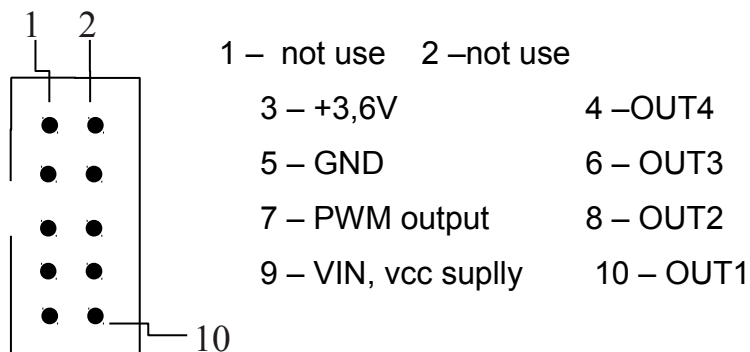 1 2
1 – not use 2 –not use
3 – +3,6V 4 –OUT4
5 – GND 6 – OUT3
7 – PWM output 8 – OUT2
9 – VIN, vcc suplly 10 – OUT1
10